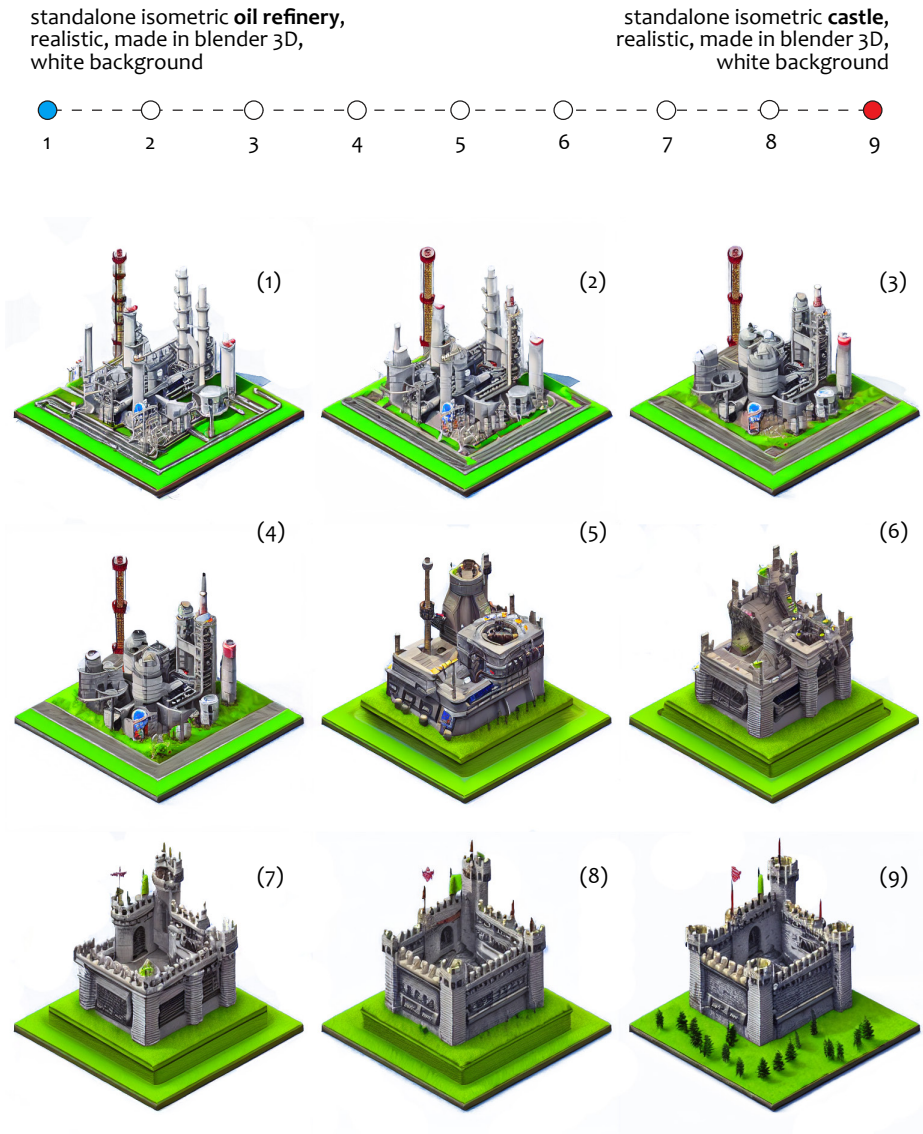 standalone isometric oil refinery,
realistic, made in blender 3D,
white background
standalone isometric castle,
realistic, made in blender 3D,
white background
1 2 3 4 5 6 7 8 9
(1) (2) (3)
(4) (5) (6)
(7) (8) (9)